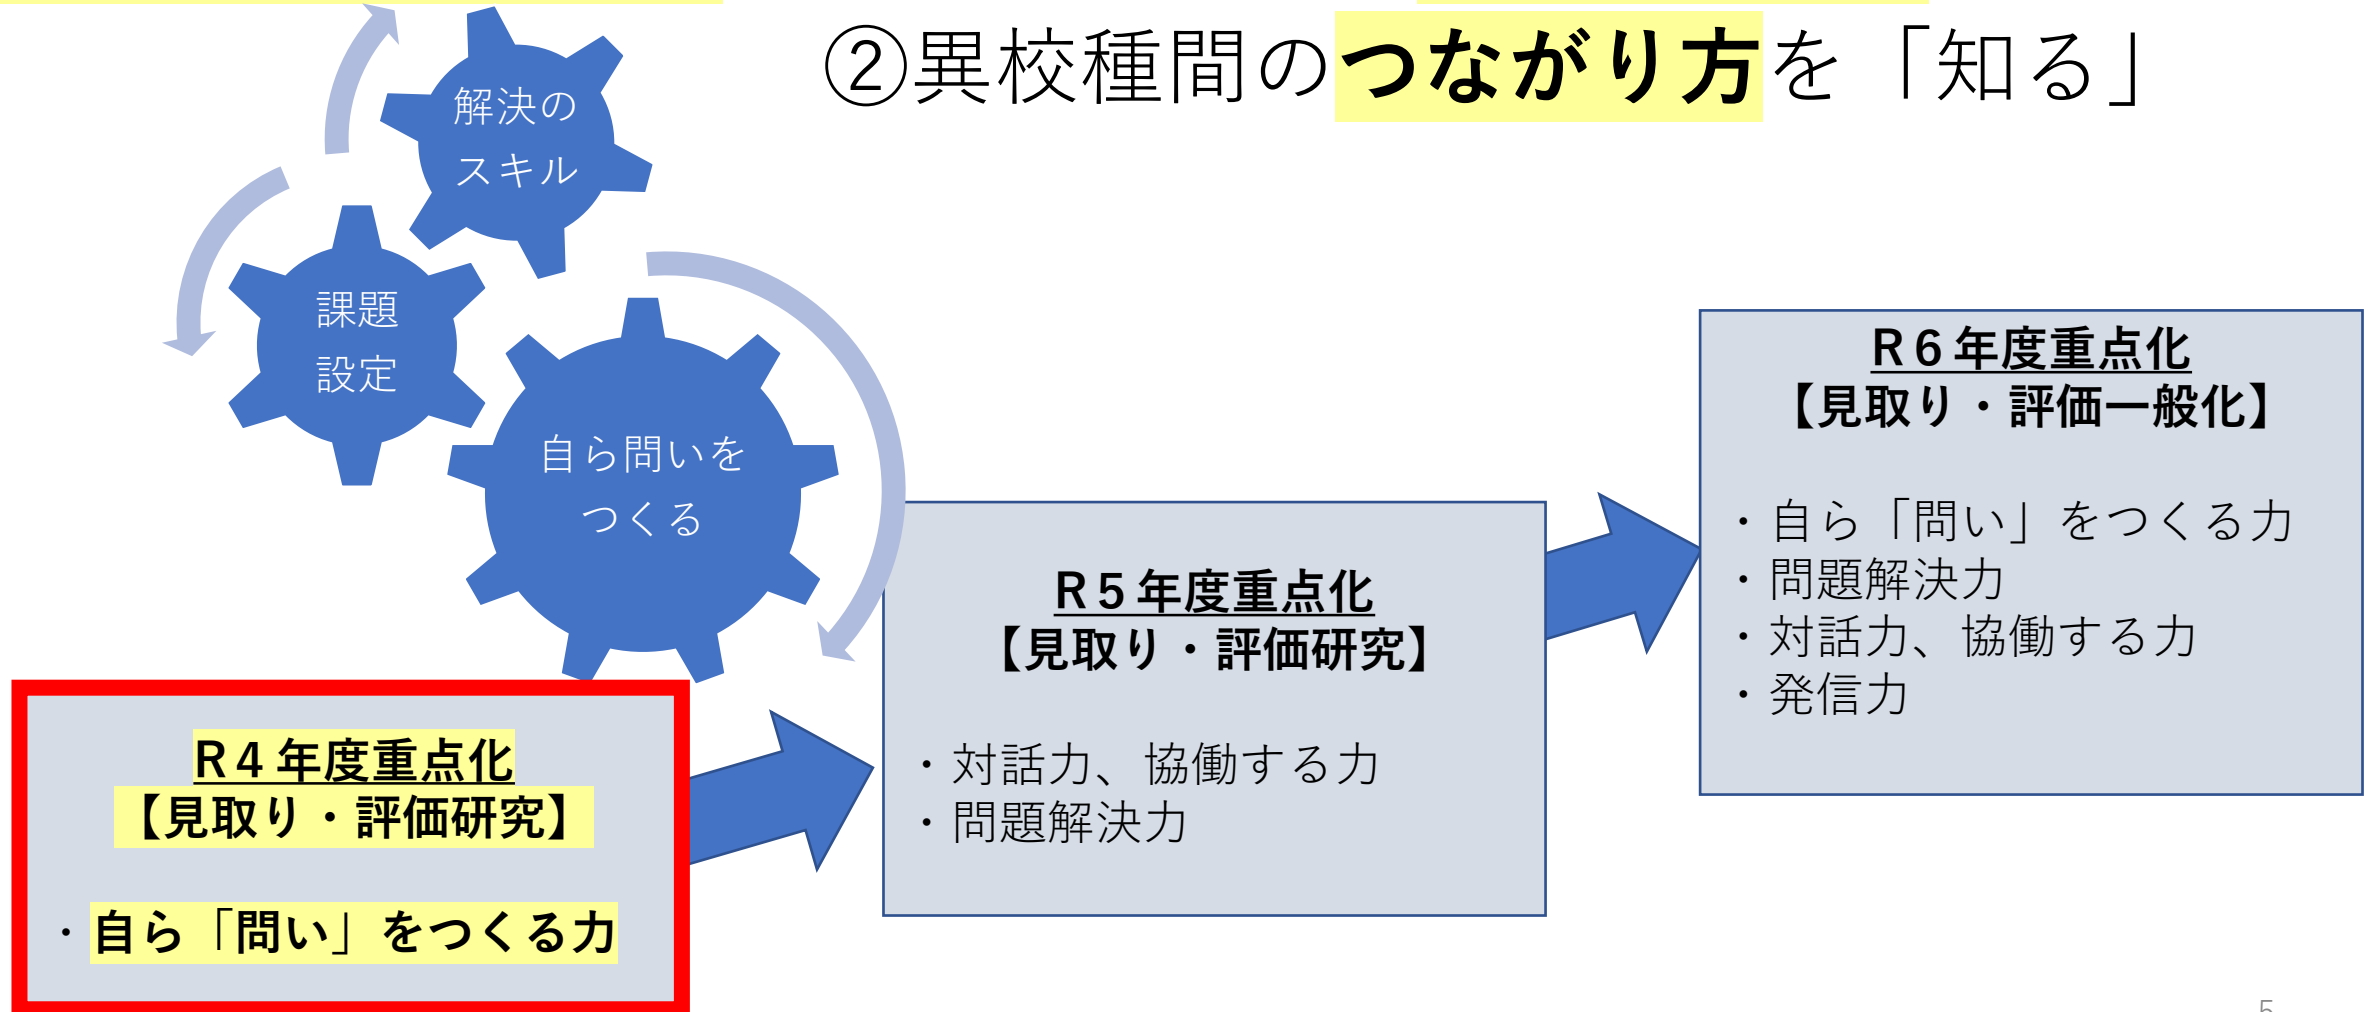 ②異校種間のつながり方を「知る」
解決の
スキル
課題
設定
自ら問いを
つくる
R4年度重点化
【見取り・評価研究】
・自ら「問い」をつくる力
R5年度重点化
【見取り・評価研究】
・対話力、協働する力
・問題解決力
R6年度重点化
【見取り・評価一般化】
・自ら「問い」をつくる力
・問題解決力
・対話力、協働する力
・発信力
5